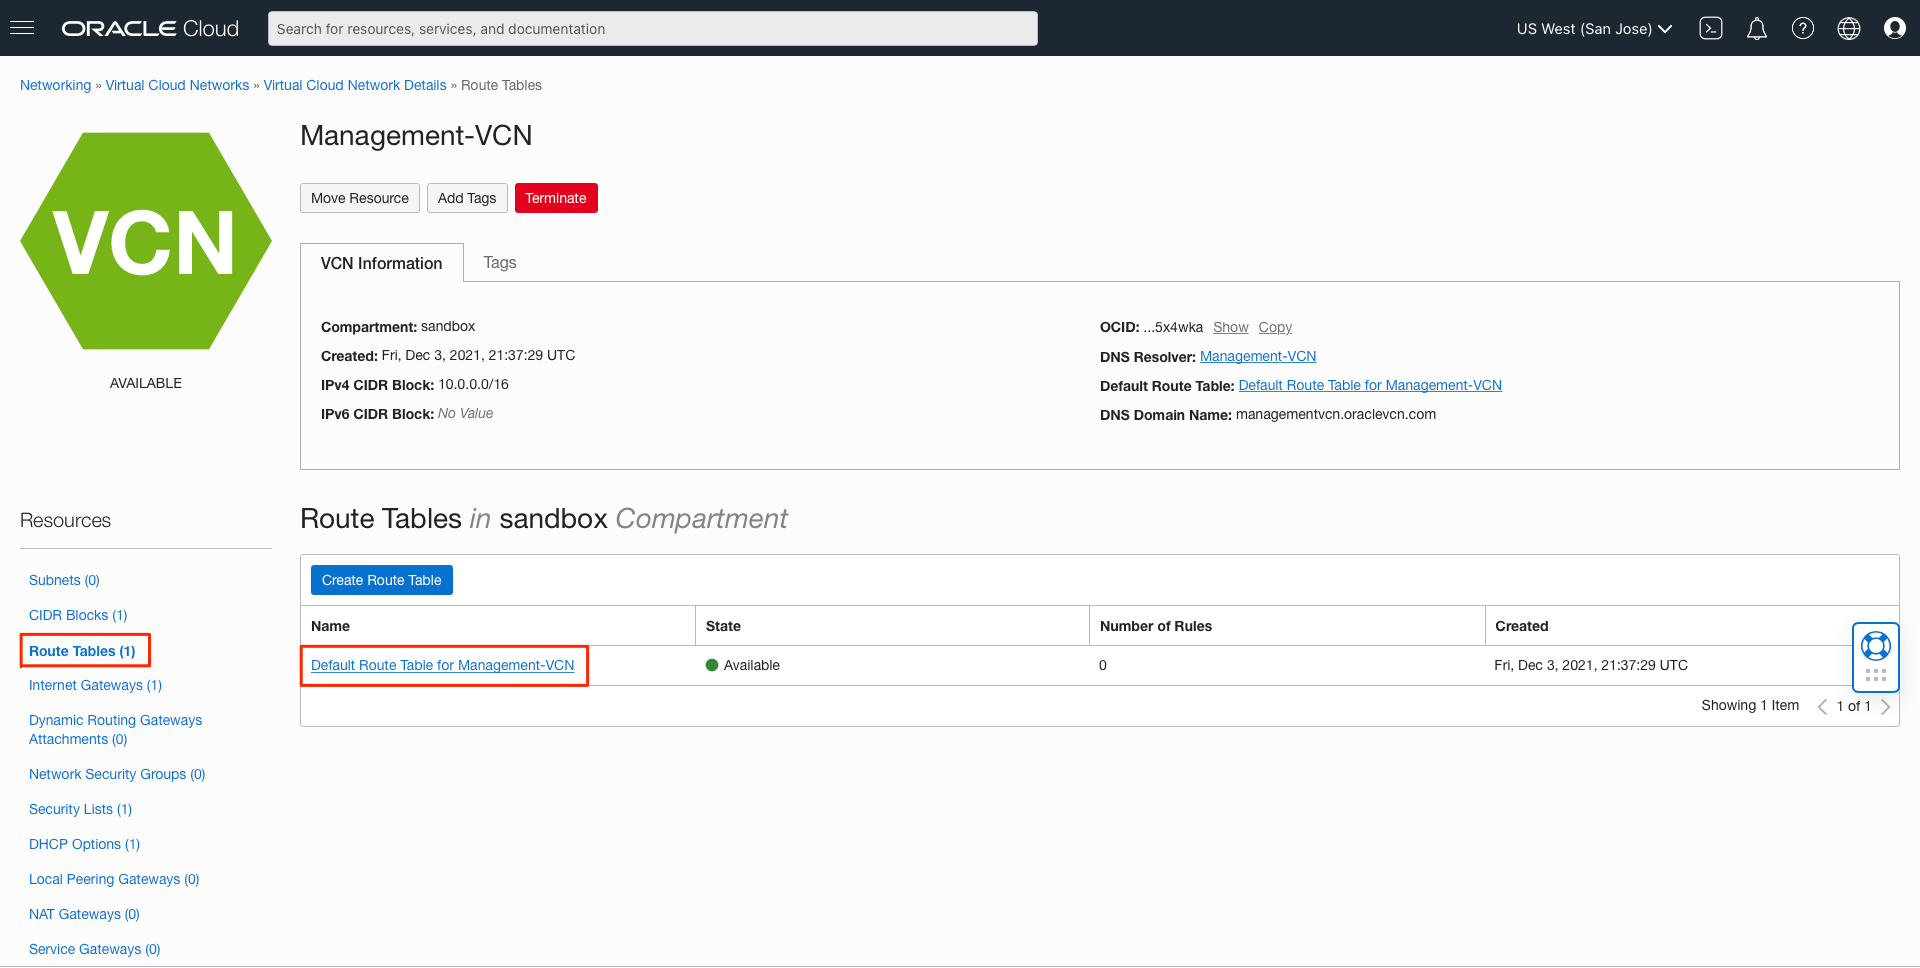 ORACLE Cloud
Search for resources, services, and documentation
US West (San Jose)
Networking » Virtual Cloud Networks » Virtual Cloud Network Details » Route Tables
VCN
AVAILABLE
Management-VCN
Move Resource
Add Tags
Terminate
VCN Information
Tags
Compartment: sandbox
Created: Fri, Dec 3, 2021, 21:37:29 UTC
IPv4 CIDR Block: 10.0.0.0/16
IPv6 CIDR Block: No Value
OCID: ...5x4wka Show Copy
DNS Resolver: Management-VCN
Default Route Table: Default Route Table for Management-VCN
DNS Domain Name: managementvcn.oraclevcn.com
Resources
Subnets (0)
CIDR Blocks (1)
Route Tables (1)
Internet Gateways (1)
Dynamic Routing Gateways
Attachments (0)
Network Security Groups (0)
Security Lists (1)
DHCP Options (1)
Local Peering Gateways (0)
NAT Gateways (0)
Service Gateways (0)
Route Tables in sandbox Compartment
Create Route Table
Name State Number of Rules Created
Default Route Table for Management-VCN Available 0 Fri, Dec 3, 2021, 21:37:29 UTC
Showing 1 Item 1 of 1